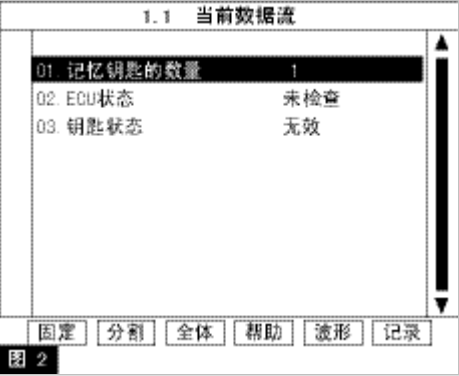 1.1 当前数据流
01. 记忆钥匙的数量 1
02. ECU状态 未检查
03. 钥匙状态 无效
固定 分割 全体 帮助 波形 记录
图 2